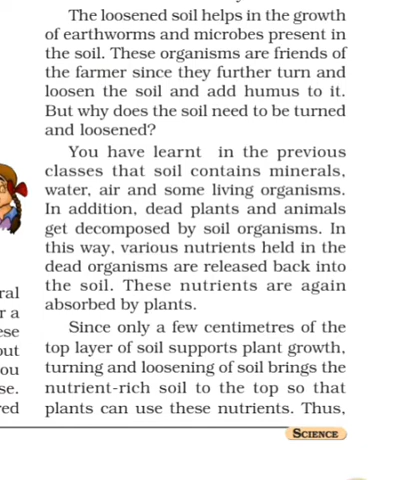 The loosened soil helps in the growth
of earthworms and microbes present in
the soil. These organisms are friends of
the farmer since they further turn and
loosen the soil and add humus to it.
But why does the soil need to be turned
and loosened?
You have learnt in the previous
classes that soil contains minerals,
water, air and some living organisms.
In addition, dead plants and animals
get decomposed by soil organisms. In
this way, various nutrients held in the
dead organisms are released back into
the soil. These nutrients are again
absorbed by plants.
Since only a few centimetres of the
top layer of soil supports plant growth,
turning and loosening of soil brings the
nutrient-rich soil to the top so that
plants can use these nutrients. Thus,
SCIENCE